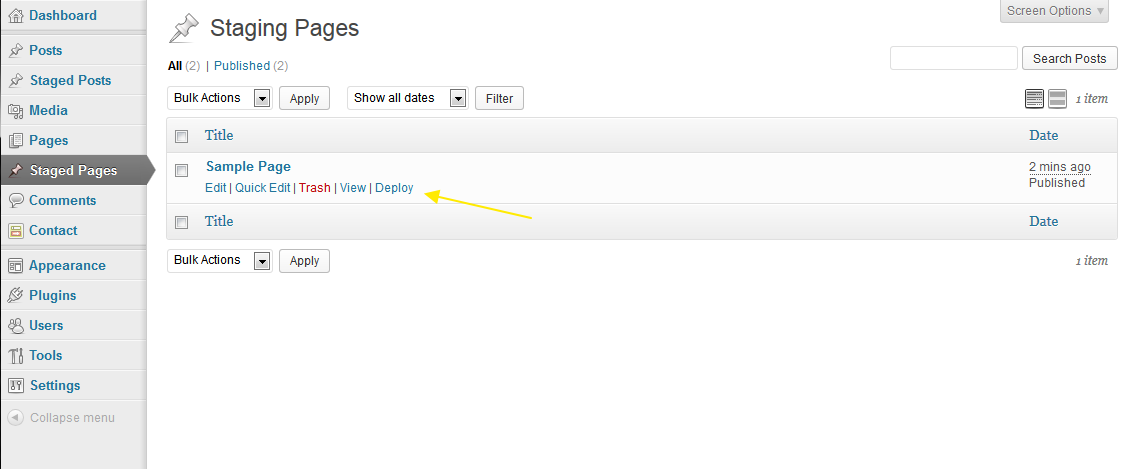 Dashboard
Posts
Staged Posts
Media
Pages
Staged Pages
Comments
Contact
Appearance
Plugins
Users
Tools
Settings
Collapse menu
Screen Options
Staging Pages
All (2) | Published (2)
Search Posts
Bulk Actions Apply Show all dates Filter 1 item
Title Date
Sample Page 2 mins ago
Edit | Quick Edit | Trash | View | Deploy Published
Title Date
Bulk Actions Apply 1 item